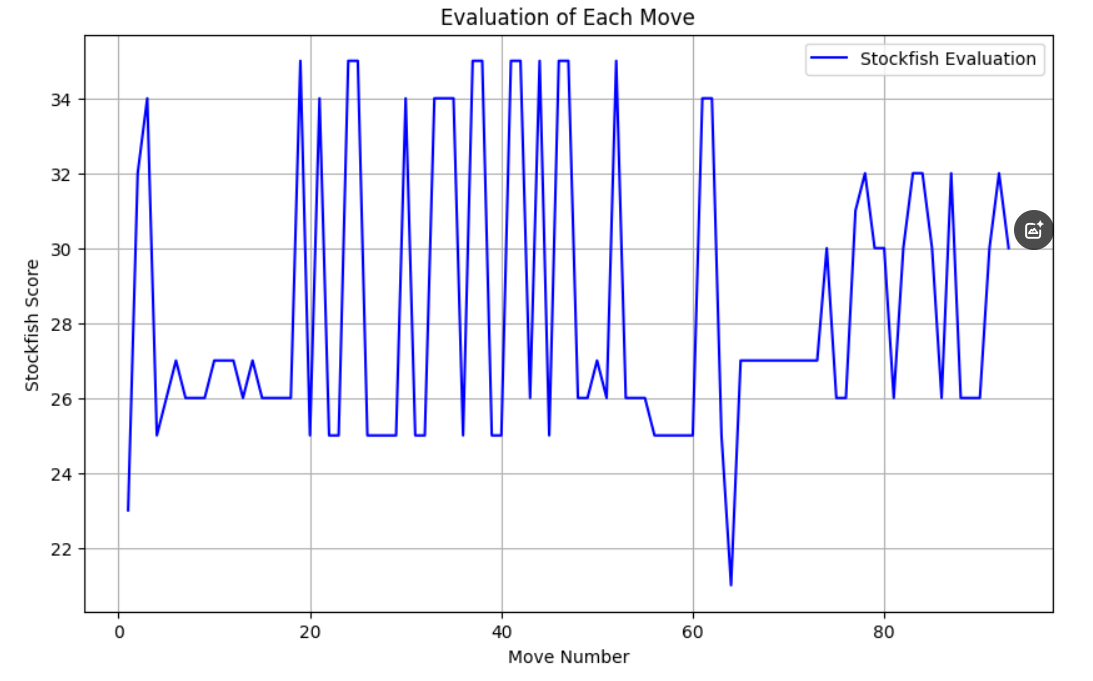 Evaluation of Each Move
Stockfish Evaluation
Stockfish Score
34
32
30
28
26
24
22
0 20 40 60 80
Move Number